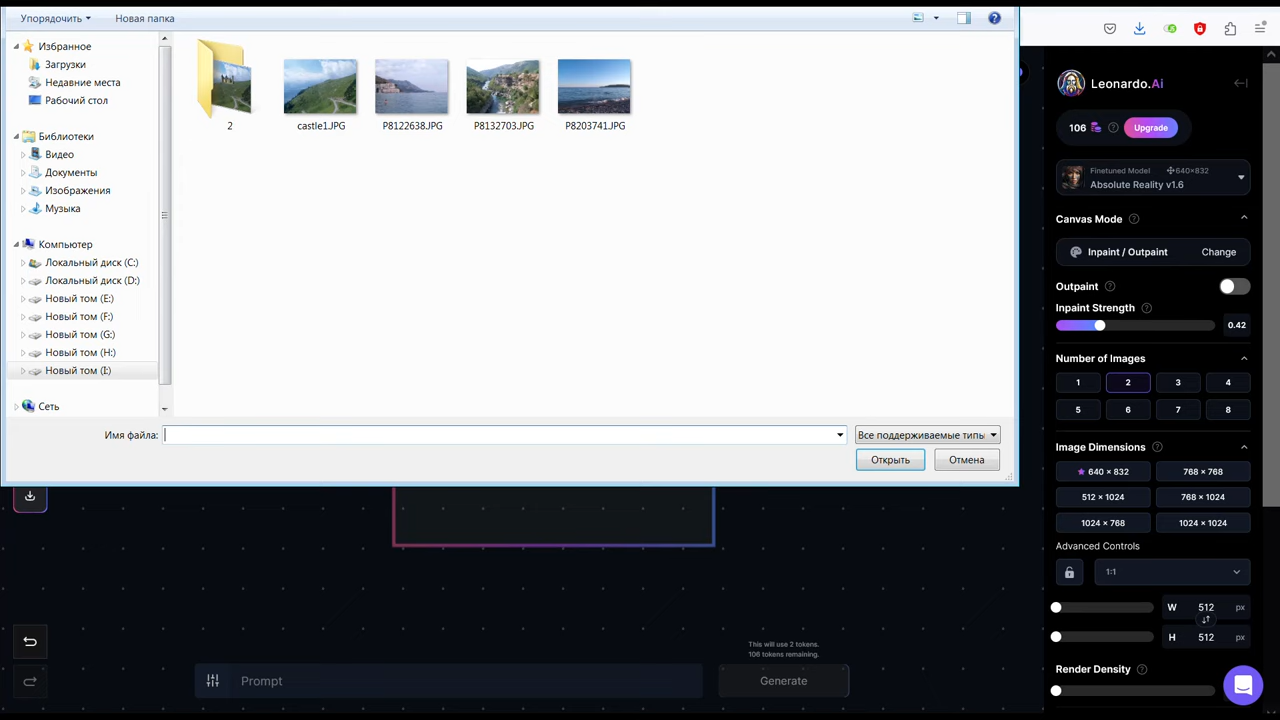 Упорядочить
Новая папка
Избранное
Загрузки
Недавние места
Рабочий стол
Библиотеки
Видео
Документы
Изображения
Музыка
Компьютер
Локальный диск (C:)
Локальный диск (D:)
Новый том (E:)
Новый том (F:)
Новый том (G:)
Новый том (H:)
Новый том (I:)
Сеть
2
castle1.JPG
P8122638.JPG
P8132703.JPG
P8203741.JPG
Имя файла:
Все поддерживаемые типы
Открыть
Отмена
Leonardo.Ai
106
Upgrade
Finetuned Model
640×832
Absolute Reality v1.6
Canvas Mode
Inpaint / Outpaint
Change
Outpaint
Inpaint Strength
0.42
Number of Images
1
2
3
4
5
6
7
8
Image Dimensions
640 × 832
768 × 768
512 × 1024
768 × 1024
1024 × 768
1024 × 1024
Advanced Controls
1:1
W 512 px
H 512 px
Render Density
This will use 2 tokens.
106 tokens remaining.
Prompt
Generate